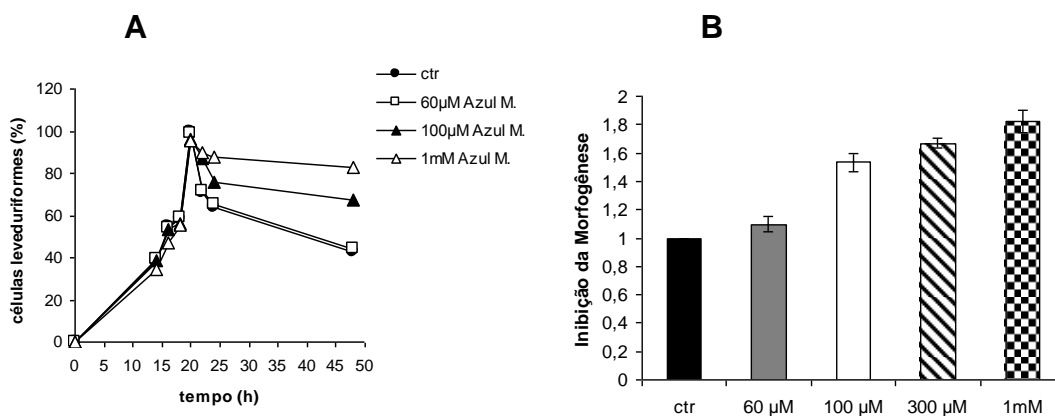 A
B
células leveduriformes (%)
120
100
80
60
40
20
0
0 5 10 15 20 25 30 35 40 45 50
tempo (h)
ctr
60µM Azul M.
100µM Azul M.
1mM Azul M.
Inibição da Morfogênese
2
1,8
1,6
1,4
1,2
1
0,8
0,6
0,4
0,2
0
ctr 60 µM 100 µM 300 µM 1mM